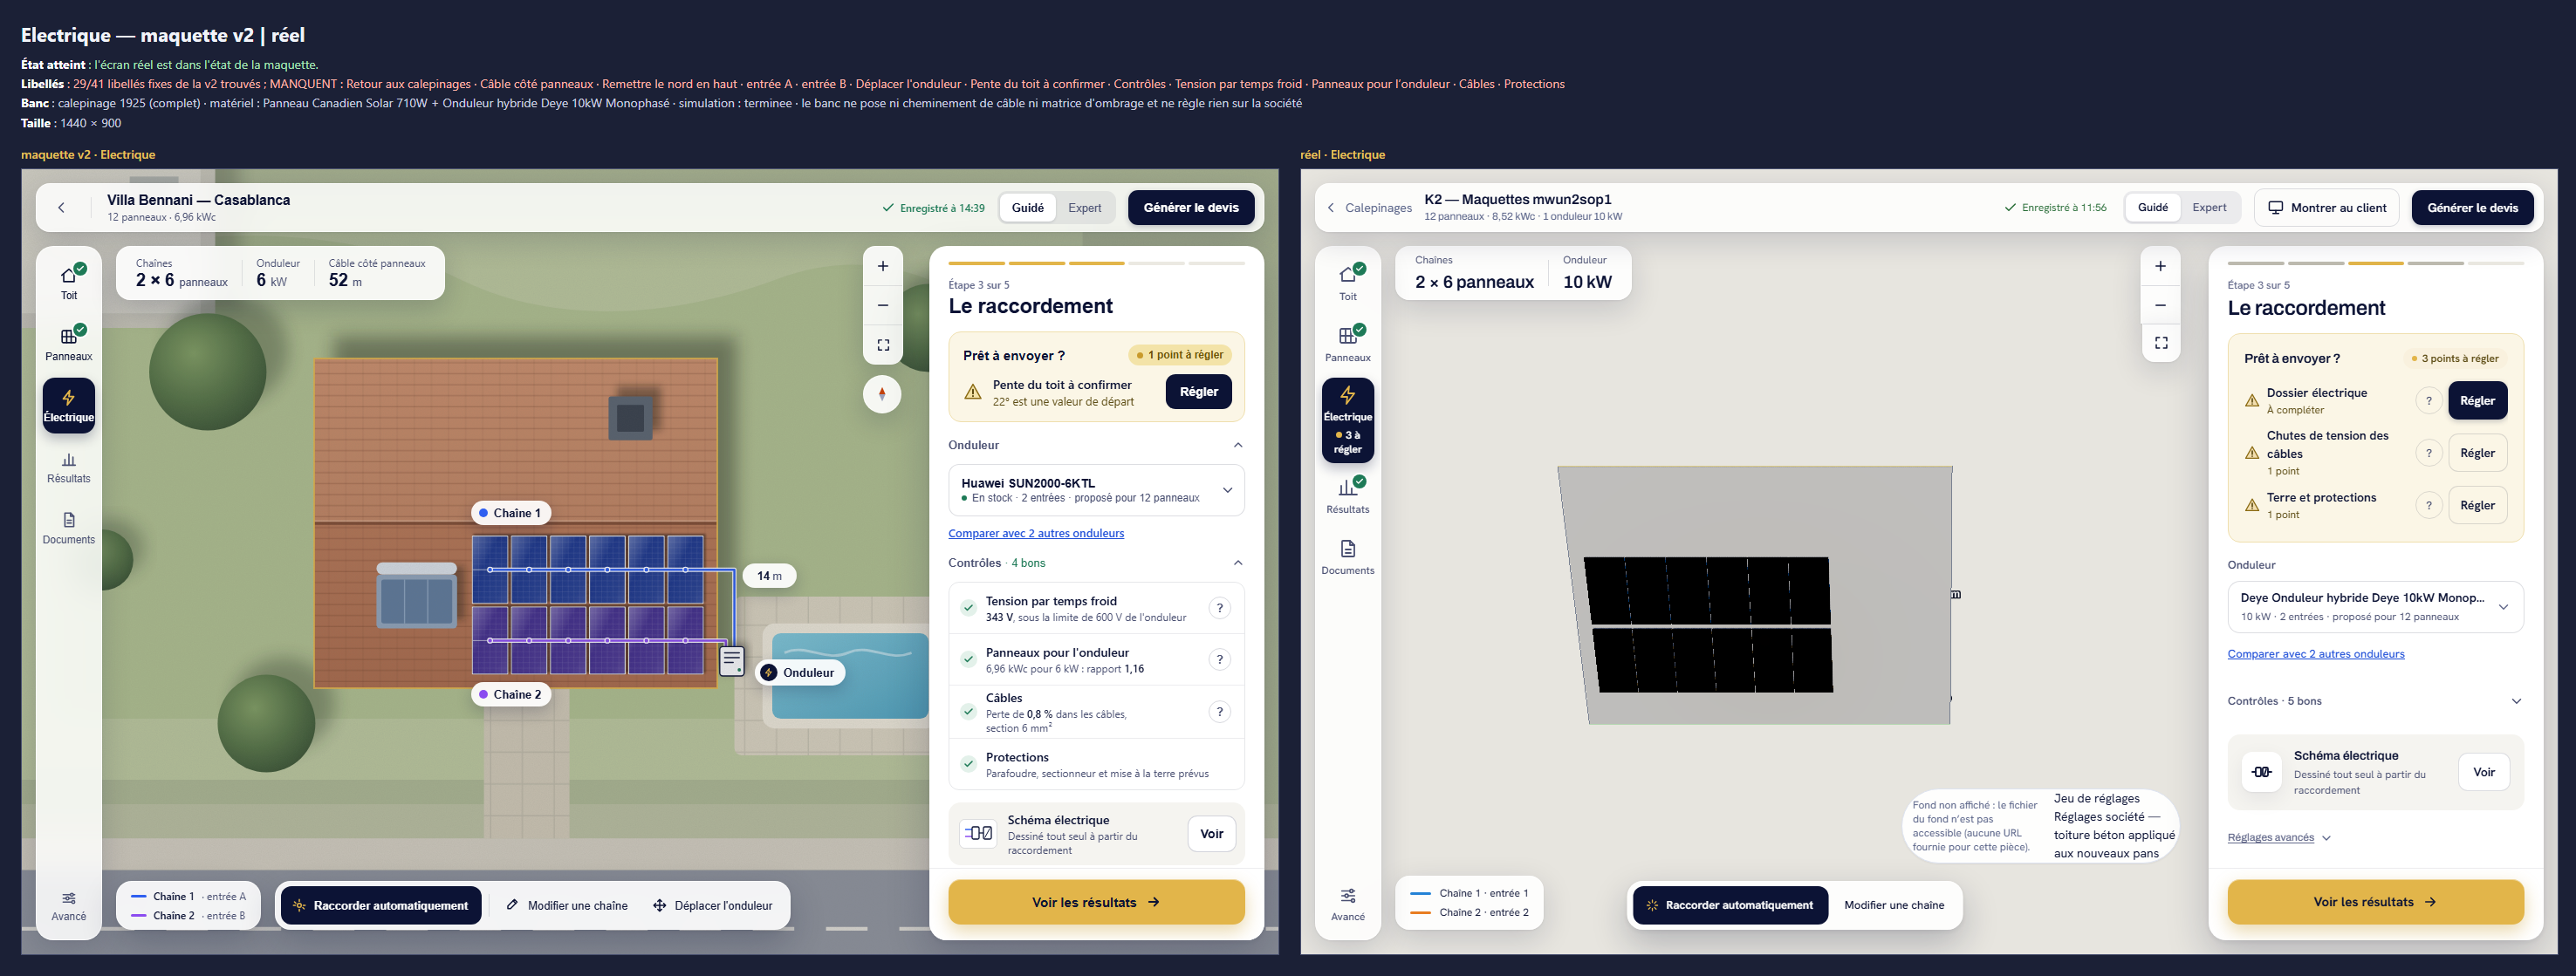 Electrique — maquette v2 | réel
État atteint : l'écran réel est dans l'état de la maquette.
Libellés : 29/41 libellés fixes de la v2 trouvés ; MANQUENT : Retour aux calepinages · Câble côté panneaux · Remettre le nord en haut · entrée A · entrée B · Déplacer l'onduleur · Pente du toit à confirmer · Contrôles · Tension par temps froid · Panneaux pour l'onduleur · Câbles · Protections
Banc : calepinage 1925 (complet) · matériel : Panneau Canadien Solar 710W + Onduleur hybride Deye 10kW Monophasé · simulation : terminee · le banc ne pose ni cheminement de câble ni matrice d'ombrage et ne règle rien sur la société
Taille : 1440 × 900
maquette v2 · Electrique
Villa Bennani — Casablanca
12 panneaux · 6,96 kWc
Enregistré à 14:39
Guidé
Expert
Générer le devis
Toit
Panneaux
Électrique
Résultats
Documents
Avancé
Chaînes
2 × 6 panneaux
Onduleur
6 kW
Câble côté panneaux
52 m
+
−
Chaîne 1
14 m
Onduleur
Chaîne 2
Chaîne 1 · entrée A
Chaîne 2 · entrée B
Raccorder automatiquement
Modifier une chaîne
Déplacer l'onduleur
Étape 3 sur 5
Le raccordement
Prêt à envoyer ?
1 point à régler
Pente du toit à confirmer
22° est une valeur de départ
Régler
Onduleur
Huawei SUN2000-6KTL
En stock · 2 entrées · proposé pour 12 panneaux
Comparer avec 2 autres onduleurs
Contrôles · 4 bons
Tension par temps froid
343 V, sous la limite de 600 V de l'onduleur
?
Panneaux pour l'onduleur
6,96 kWc pour 6 kW : rapport 1,16
?
Câbles
Perte de 0,8 % dans les câbles,
section 6 mm²
?
Protections
Parafoudre, sectionneur et mise à la terre prévus
Schéma électrique
Dessiné tout seul à partir du
raccordement
Voir
Voir les résultats →
réel · Electrique
Calepinages
K2 — Maquettes mwun2sop1
12 panneaux · 8,52 kWc · 1 onduleur 10 kW
Enregistré à 11:56
Guidé
Expert
Montrer au client
Générer le devis
Toit
Panneaux
Électrique
3 à
régler
Résultats
Documents
Avancé
Chaînes
2 × 6 panneaux
Onduleur
10 kW
+
−
Fond non affiché : le fichier
du fond n'est pas
accessible (aucune URL
fournie pour cette pièce).
Jeu de réglages
Réglages société —
toiture béton appliqué
aux nouveaux pans
Chaîne 1 · entrée 1
Chaîne 2 · entrée 2
Raccorder automatiquement
Modifier une chaîne
Étape 3 sur 5
Le raccordement
Prêt à envoyer ?
3 points à régler
Dossier électrique
À compléter
?
Régler
Chutes de tension des
câbles
1 point
?
Régler
Terre et protections
1 point
?
Régler
Onduleur
Deye Onduleur hybride Deye 10kW Monop...
10 kW · 2 entrées · proposé pour 12 panneaux
Comparer avec 2 autres onduleurs
Contrôles · 5 bons
Schéma électrique
Dessiné tout seul à partir du
raccordement
Voir
Réglages avancés
Voir les résultats →